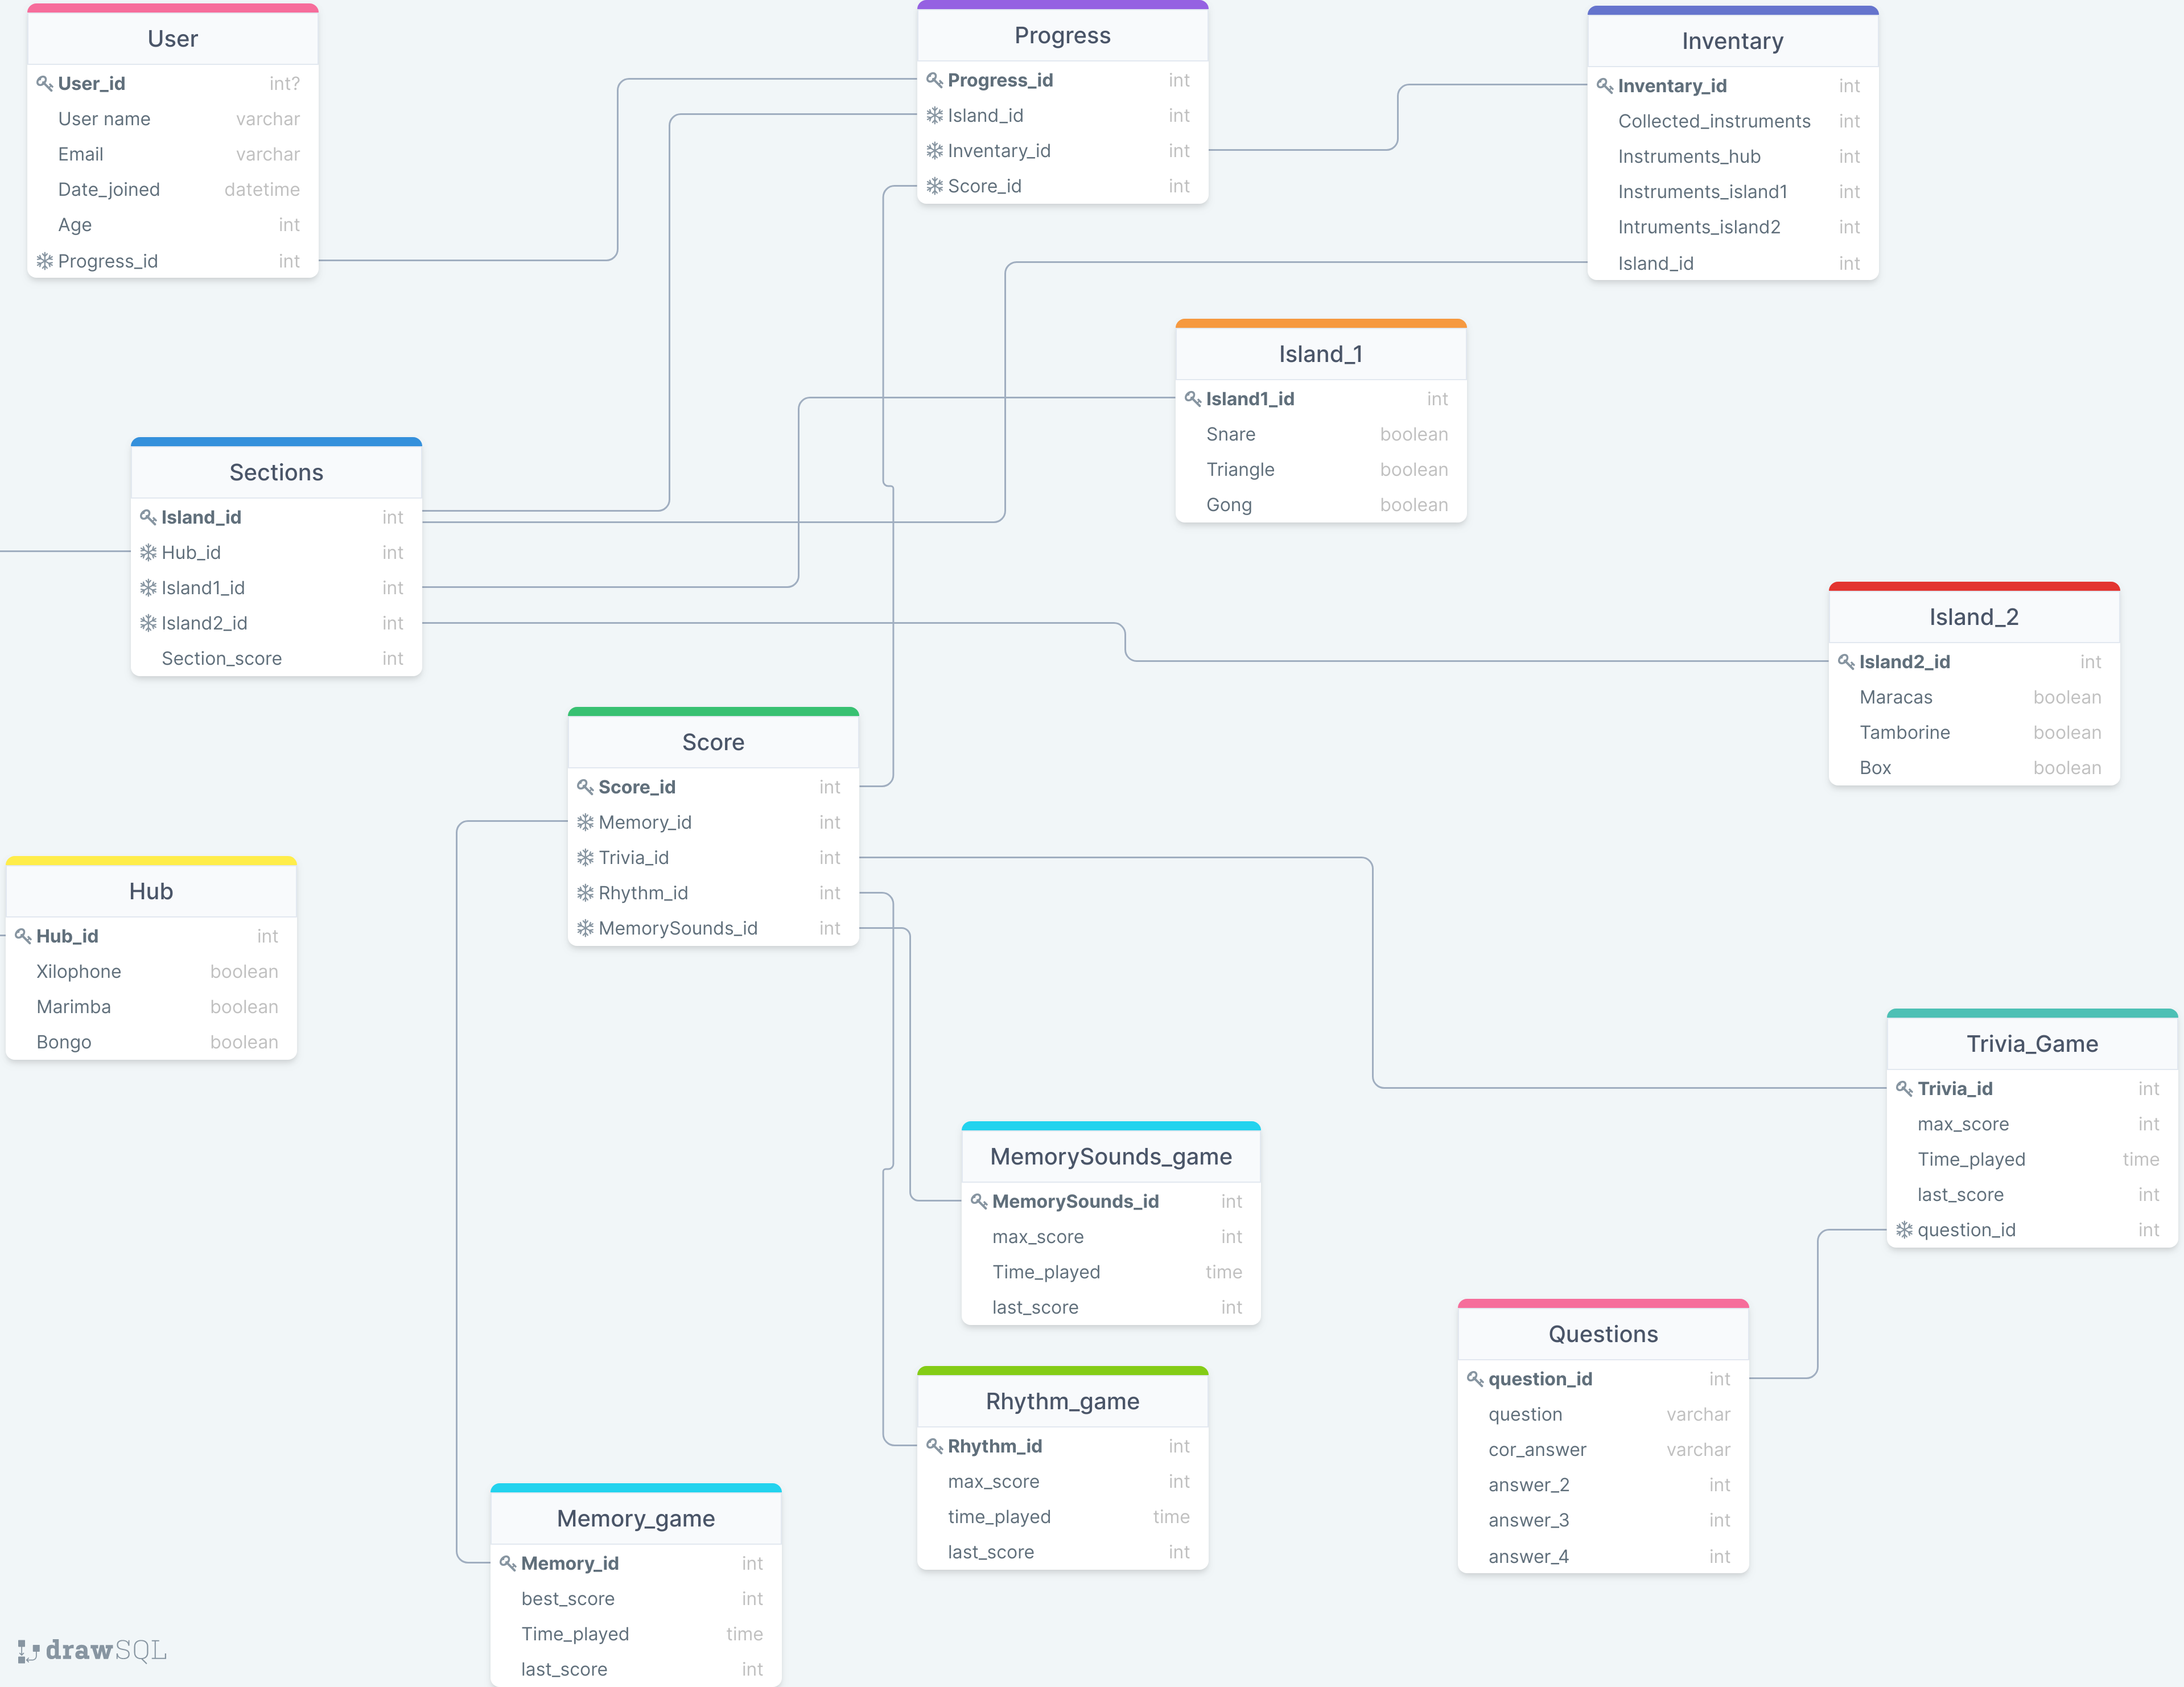 User
User_id int?
User name varchar
Email varchar
Date_joined datetime
Age int
Progress_id int
Progress
Progress_id int
Island_id int
Inventary_id int
Score_id int
Inventary
Inventary_id int
Collected_instruments int
Instruments_hub int
Instruments_island1 int
Intruments_island2 int
Island_id int
Island_1
Island1_id int
Snare boolean
Triangle boolean
Gong boolean
Sections
Island_id int
Hub_id int
Island1_id int
Island2_id int
Section_score int
Island_2
Island2_id int
Maracas boolean
Tamborine boolean
Box boolean
Score
Score_id int
Memory_id int
Trivia_id int
Rhythm_id int
MemorySounds_id int
Hub
Hub_id int
Xilophone boolean
Marimba boolean
Bongo boolean
Trivia_Game
Trivia_id int
max_score int
Time_played time
last_score int
question_id int
MemorySounds_game
MemorySounds_id int
max_score int
Time_played time
last_score int
Questions
question_id int
question varchar
cor_answer varchar
answer_2 int
answer_3 int
answer_4 int
Rhythm_game
Rhythm_id int
max_score int
time_played time
last_score int
Memory_game
Memory_id int
best_score int
Time_played time
last_score int
drawSQL